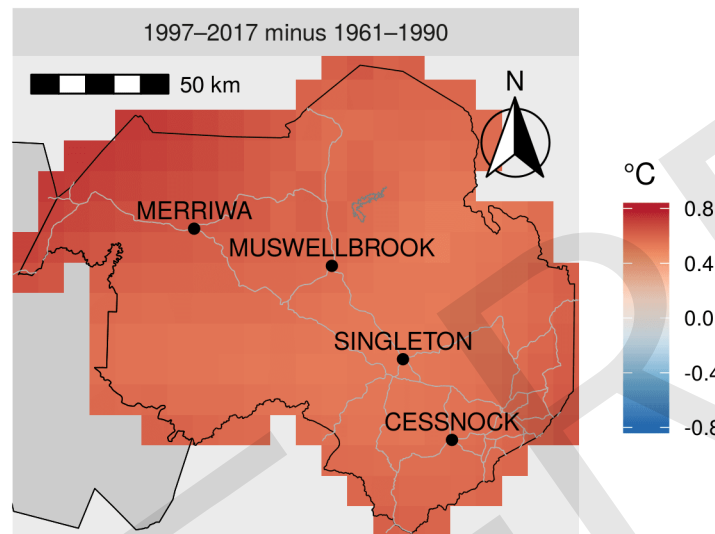 1997–2017 minus 1961–1990
50 km
N
°C
MERRIWA
MUSWELLBROOK
SINGLETON
CESSNOCK
0.8
0.4
0.0
-0.4
-0.8